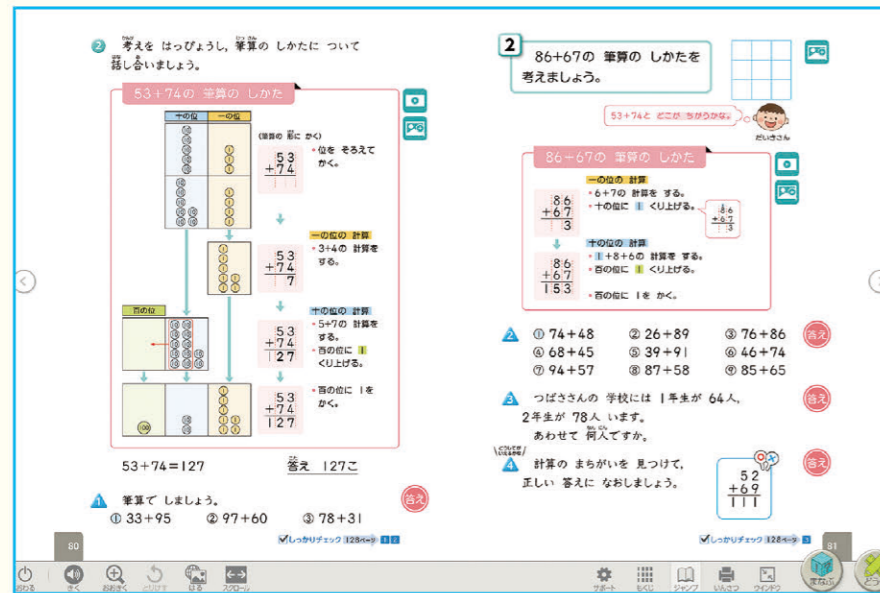 2 考えを はっぴょうし，筆算の しかたに ついて
話し合いましょう。
53+74の 筆算の しかた
十の位 一の位
(筆算の 形に かく)
53
+74
・位を そろえて
かく。
一の位の 計算
53
+74
7
・3+4の 計算を
する。
百の位
十の位の 計算
53
+74
127
・5+7の 計算を
する。
・百の位に 1
くり上げる。
53
+74
127
・百の位に 1を
かく。
53+74=127 答え 127こ
1 筆算で しましょう。
① 33+95 ② 97+60 ③ 78+31
答え
しっかりチェック 128ページ 1 2
80
2 86+67の 筆算の しかたを
考えましょう。
53+74と どこが ちがうかな。
だいきさん
86+67の 筆算の しかた
一の位の 計算
86
+67
3
・6+7の 計算を する。
・十の位に 1 くり上げる。
86
+67
3
十の位の 計算
86
+67
153
・1+8+6の 計算を する。
・百の位に 1 くり上げる。
・百の位に 1を かく。
2 ① 74+48 ② 26+89 ③ 76+86
④ 68+45 ⑤ 39+91 ⑥ 46+74
⑦ 94+57 ⑧ 87+58 ⑨ 85+65
答え
3 つばささんの 学校には 1年生が 64人，
2年生が 78人 います。
あわせて 何人ですか。
答え
どうしてが いえるかな
4 計算の まちがいを 見つけて，
正しい 答えに なおしましょう。
52
+69
111
答え
しっかりチェック 128ページ 3
81
おわる きく おおきく とりけす はる スクロール サポート もくじ ジャンプ いんさつ ウインドウ まなぶ